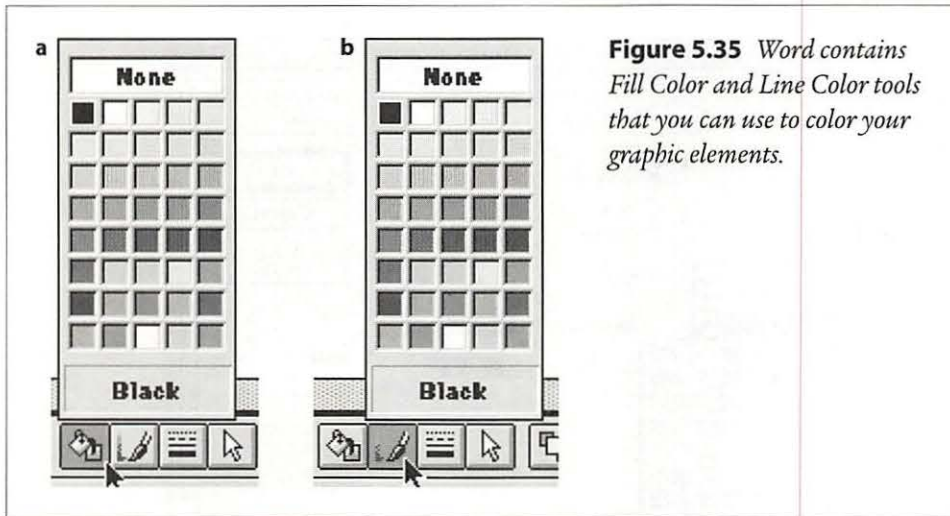 a
None
Black
b
None
Black
Figure 5.35 Word contains
Fill Color and Line Color tools
that you can use to color your
graphic elements.